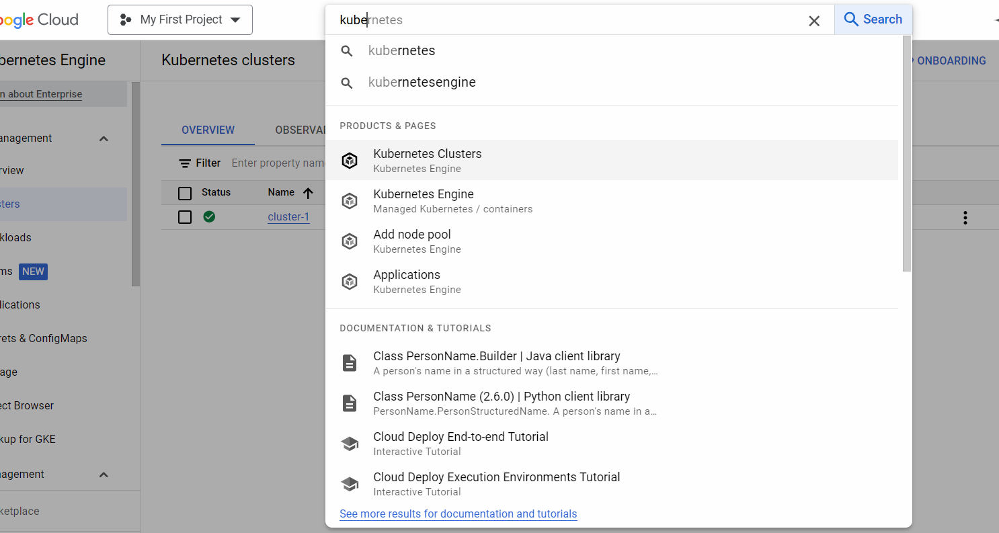 ogle Cloud
My First Project
kubernetes
Search
kubernetes
kubernetesengine
PRODUCTS & PAGES
Kubernetes Clusters
Kubernetes Engine
Kubernetes Engine
Managed Kubernetes / containers
Add node pool
Kubernetes Engine
Applications
Kubernetes Engine
DOCUMENTATION & TUTORIALS
Class PersonName.Builder | Java client library
A person's name in a structured way (last name, first name,…
Class PersonName (2.6.0) | Python client library
PersonName.PersonStructuredName. A person's name in a…
Cloud Deploy End-to-end Tutorial
Interactive Tutorial
Cloud Deploy Execution Environments Tutorial
Interactive Tutorial
See more results for documentation and tutorials
bernetes Engine
n about Enterprise
anagement
rview
ters
kloads
ms NEW
lications
rets & ConfigMaps
age
ect Browser
kup for GKE
nagement
ketplace
Kubernetes clusters
ONBOARDING
OVERVIEW
OBSERVAB
Filter Enter property name
Status Name
cluster-1